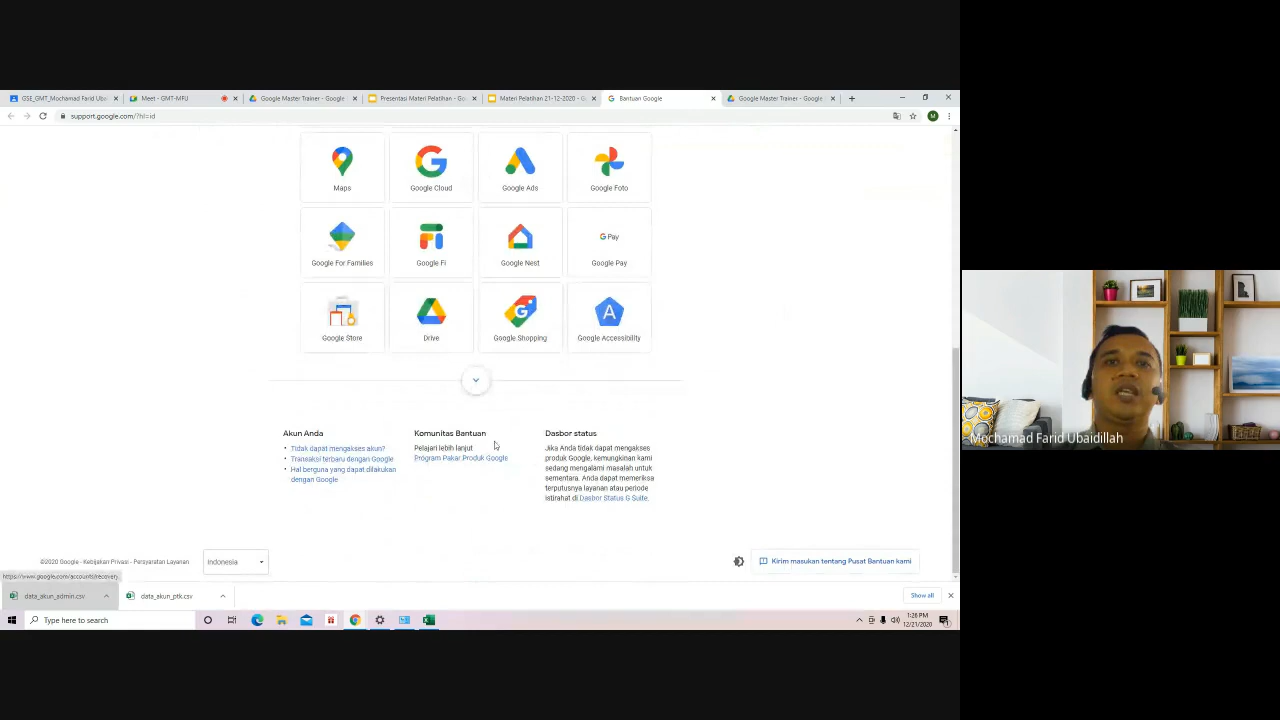 GSE_GMT_Mochamad Farid Uba
Meet - GMT-MFU
Google Master Trainer - Google
Presentasi Materi Pelatihan - Go
Materi Pelatihan 21-12-2020 - G
Bantuan Google
Google Master Trainer - Google
support.google.com/?hl=id
M
Maps
Google Cloud
Google Ads
Google Foto
Google For Families
Google Fi
Google Nest
G Pay
Google Pay
Google Store
Drive
Google Shopping
Google Accessibility
Akun Anda
Tidak dapat mengakses akun?
Transaksi terbaru dengan Google
Hal berguna yang dapat dilakukan
dengan Google
Komunitas Bantuan
Pelajari lebih lanjut
Program Pakar Produk Google
Dasbor status
Jika Anda tidak dapat mengakses
produk Google, kemungkinan kami
sedang mengalami masalah untuk
sementara. Anda dapat memeriksa
terputusnya layanan atau periode
istirahat di Dasbor Status G Suite.
Mochamad Farid Ubaidillah
©2020 Google - Kebijakan Privasi - Persyaratan Layanan
Indonesia
Kirim masukan tentang Pusat Bantuan kami
https://www.google.com/accounts/recovery
data_akun_admin.csv
data_akun_ptk.csv
Show all
Type here to search
1:26 PM
12/21/2020